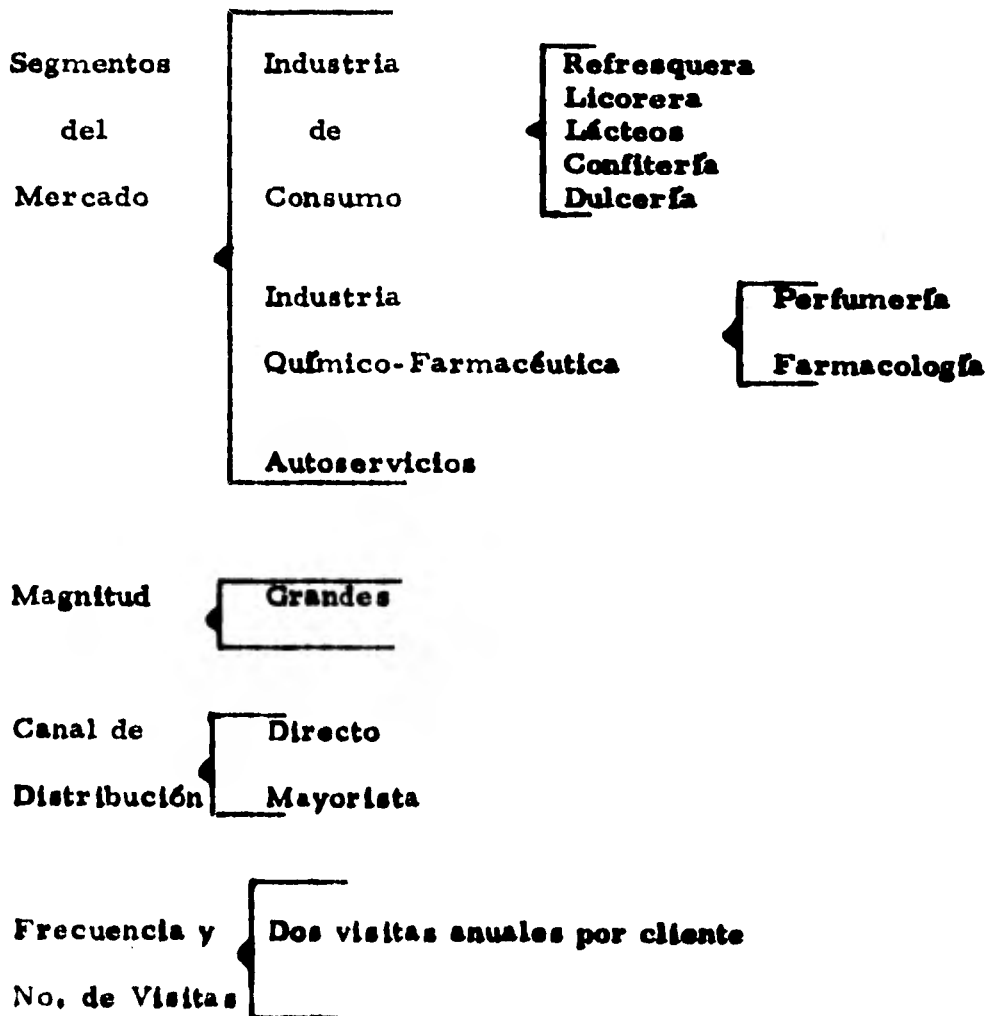 Segmentos Industria Refresquera
Licorera
del de Lácteos
Confitería
Mercado Consumo Dulcería
Industria Perfumería
Químico-Farmacéutica Farmacología
Autoservicios
Magnitud Grandes
Canal de Directo
Distribución Mayorista
Frecuencia y Dos visitas anuales por cliente
No. de Visitas